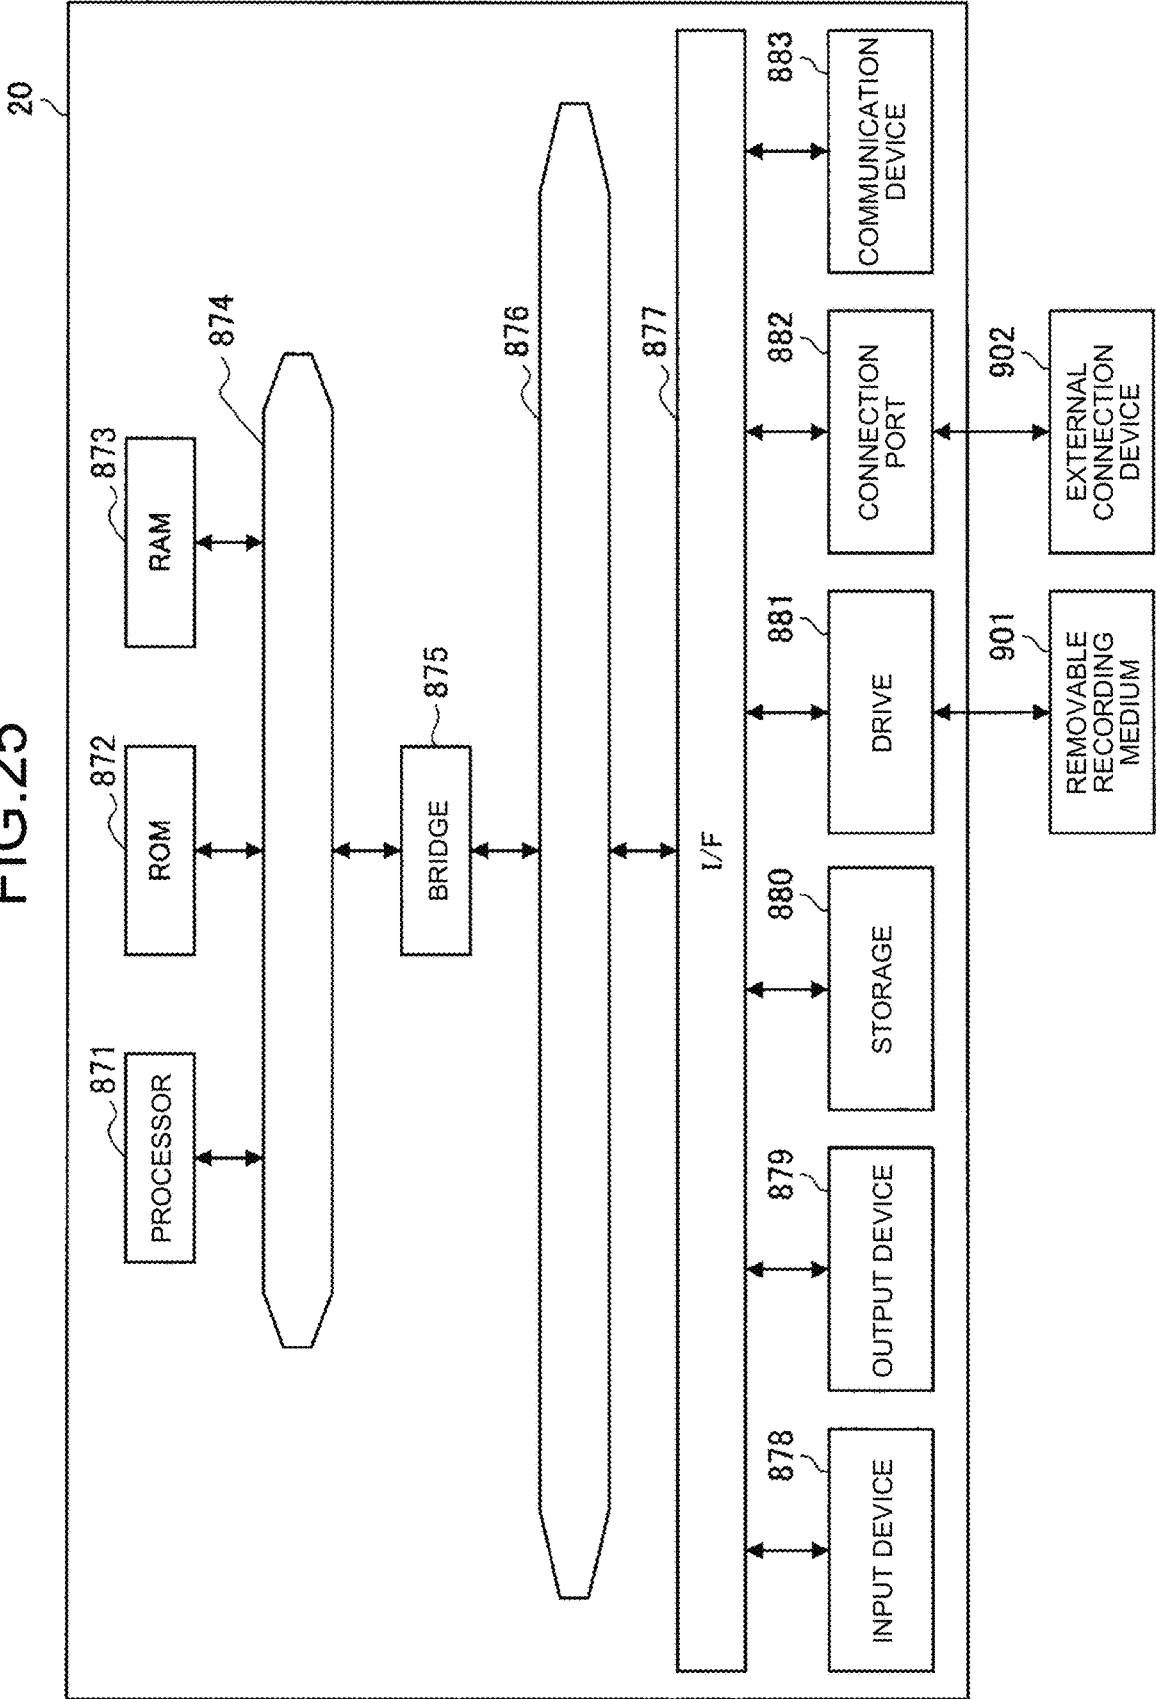 FIG.25
20
871
PROCESSOR
872
ROM
873
RAM
874
875
BRIDGE
876
877
I/F
878
INPUT DEVICE
879
OUTPUT DEVICE
880
STORAGE
881
DRIVE
882
CONNECTION
PORT
883
COMMUNICATION
DEVICE
901
REMOVABLE
RECORDING
MEDIUM
902
EXTERNAL
CONNECTION
DEVICE